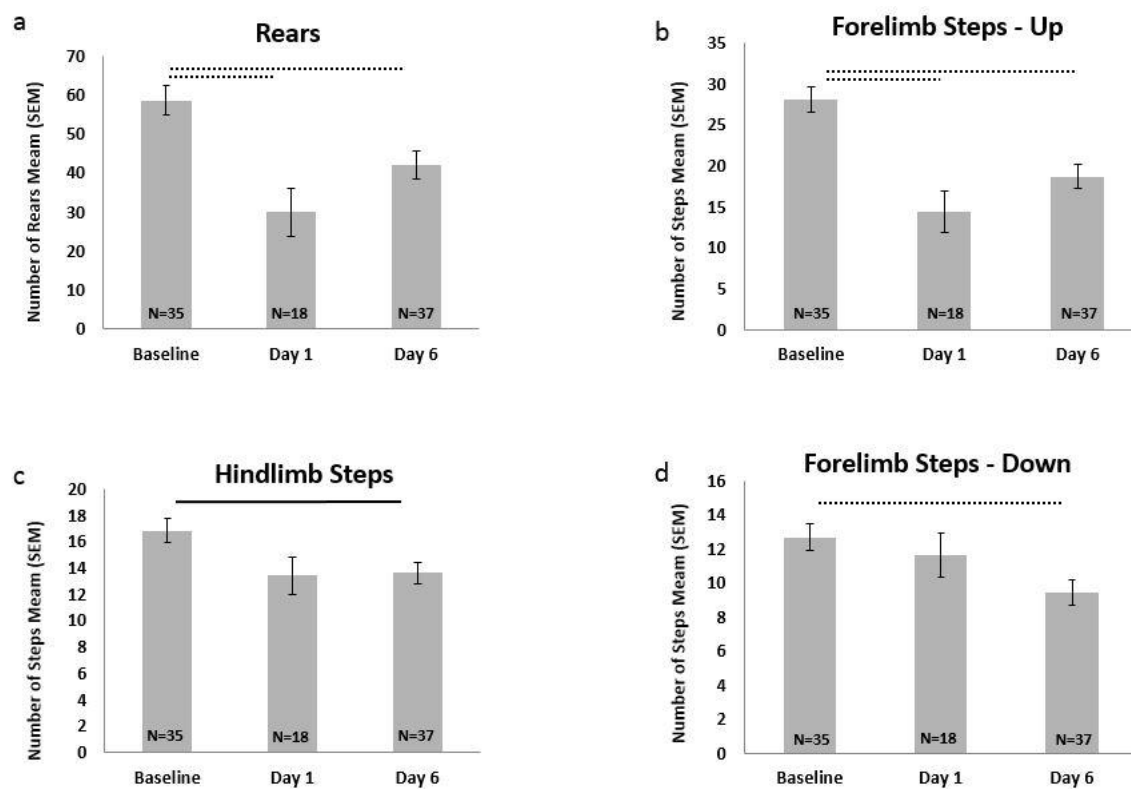 a
Rears
Number of Rears Meam (SEM)
70
60
50
40
30
20
10
0
N=35
N=18
N=37
Baseline
Day 1
Day 6
b
Forelimb Steps - Up
Number of Steps Meam (SEM)
35
30
25
20
15
10
5
0
N=35
N=18
N=37
Baseline
Day 1
Day 6
c
Hindlimb Steps
Number of Steps Meam (SEM)
20
18
16
14
12
10
8
6
4
2
0
N=35
N=18
N=37
Baseline
Day 1
Day 6
d
Forelimb Steps - Down
Number of Steps Meam (SEM)
16
14
12
10
8
6
4
2
0
N=35
N=18
N=37
Baseline
Day 1
Day 6